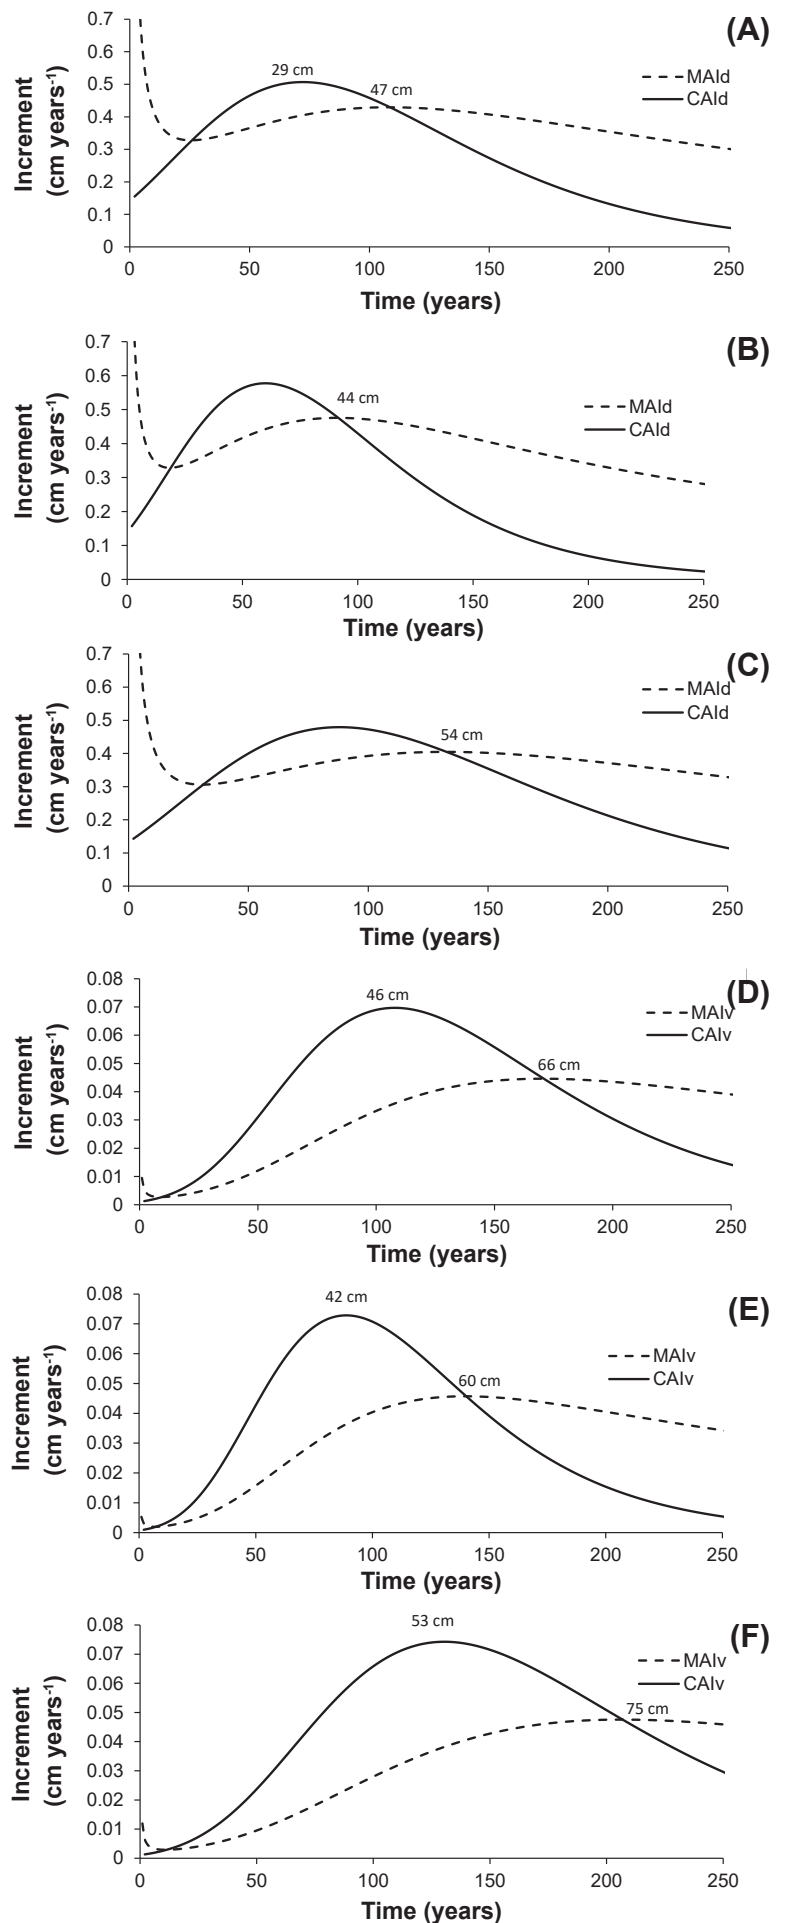 (A)
0.7
0.6
0.5
0.4
0.3
0.2
0.1
0
Increment
(cm years-1)
29 cm
47 cm
MAId
CAId
0 50 100 150 200 250
Time (years)
(B)
0.7
0.6
0.5
0.4
0.3
0.2
0.1
0
Increment
(cm years-1)
44 cm
MAId
CAId
0 50 100 150 200 250
Time (years)
(C)
0.7
0.6
0.5
0.4
0.3
0.2
0.1
0
Increment
(cm years-1)
54 cm
MAId
CAId
0 50 100 150 200 250
Time (years)
(D)
0.08
0.07
0.06
0.05
0.04
0.03
0.02
0.01
0
Increment
(cm years-1)
46 cm
66 cm
MAIv
CAIv
0 50 100 150 200 250
Time (years)
(E)
0.08
0.07
0.06
0.05
0.04
0.03
0.02
0.01
0
Increment
(cm years-1)
42 cm
60 cm
MAIv
CAIv
0 50 100 150 200 250
Time (years)
(F)
0.08
0.07
0.06
0.05
0.04
0.03
0.02
0.01
0
Increment
(cm years-1)
53 cm
75 cm
MAIv
CAIv
0 50 100 150 200 250
Time (years)